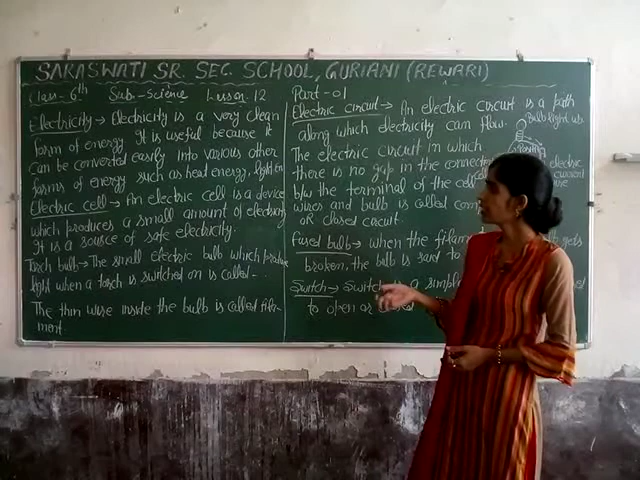 SARASWATI SR. SEC. SCHOOL, GURIANI (REWARI)
Class-6th Sub.-Science Lesson. 12
Electricity → Electricity is a very clean
form of energy It is useful because it
can be converted easily into various other
forms of energy such as heat energy, light
Electric cell → An electric cell is a device
which produces a small amount of electricity
It is a source of safe electricity.
Torch bulb → The small electric bulb which produce
light when a torch is switched on is called -
The thin wire inside the bulb is called fila-
ment.
Part -01
Electric circuit → An electric circuit is a path
along which electricity can flow.
Bulb light
The electric circuit in which
there is no gap in the
electric
b/w the terminal of the cell
current
wires and bulb is called
OR closed circuit.
Fused bulb → when the gets
broken, the bulb is said to
Switch → Switch a simple
to open or